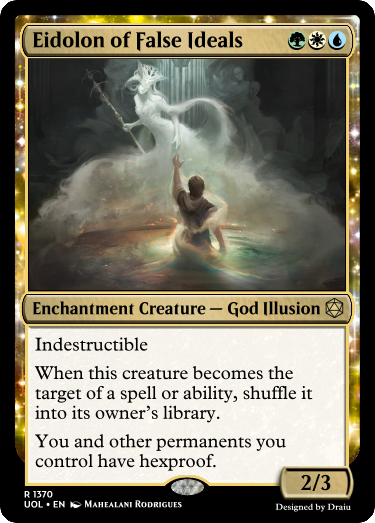 Eidolon of False Ideals
Enchantment Creature — God Illusion
Indestructible
When this creature becomes the
target of a spell or ability, shuffle it
into its owner's library.
You and other permanents you
control have hexproof.
2/3
R 1370
UOL • EN Mahealani Rodrigues
Designed by Draiu